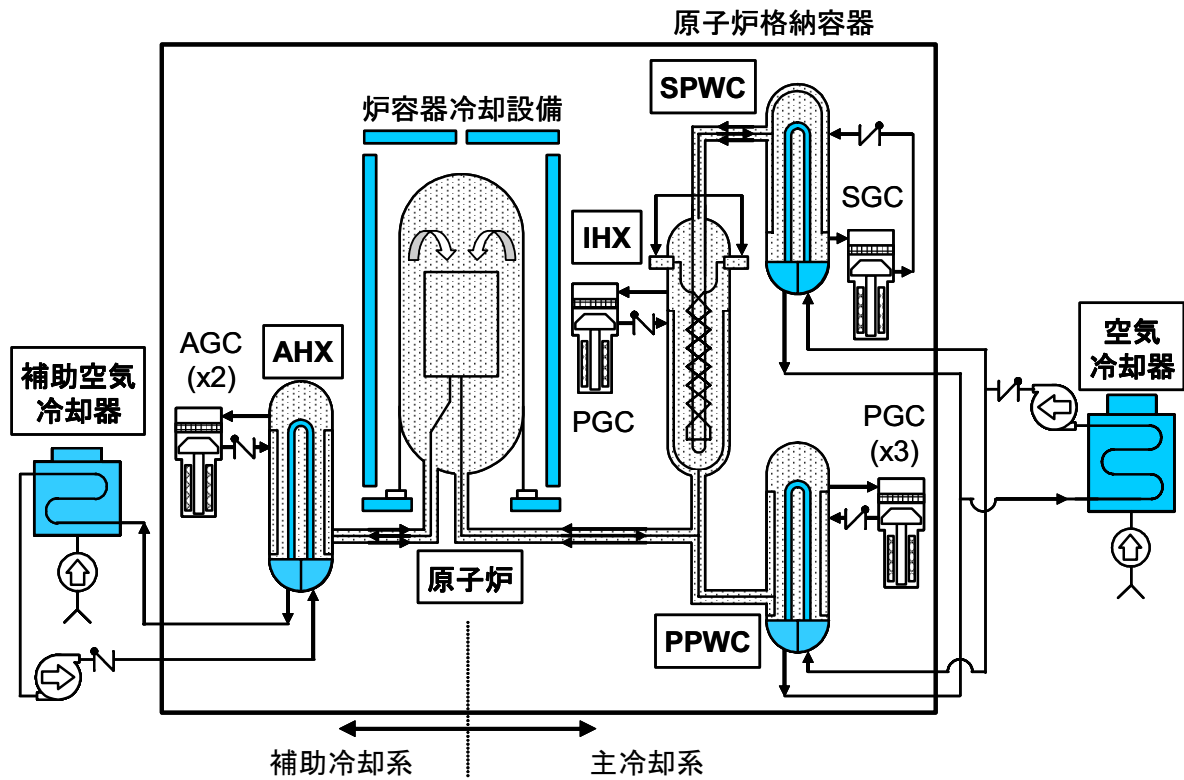 原子炉格納容器
SPWC
炉容器冷却設備
SGC
IHX
空気
冷却器
AGC
(x2)
AHX
補助空気
冷却器
PGC
PGC
(x3)
原子炉
PPWC
補助冷却系
主冷却系